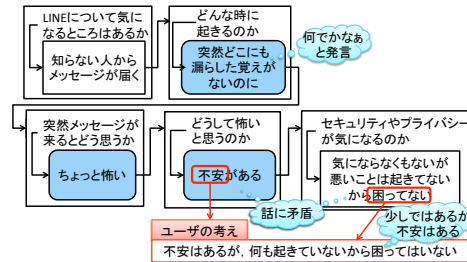 LINEについて気に
なるところはあるか
知らない人から
メッセージが届く
どんな時に
起きるのか
突然どこにも
漏らした覚えが
ないのに
何でかなぁ
と発言
突然メッセージが
来るとどう思うか
ちょっと怖い
どうして怖い
と思うのか
不安がある
セキュリティやプライバシー
が気になるのか
気にならなくもないが
悪いことは起きてない
から困ってない
話に矛盾
少しではあるが
不安はある
ユーザの考え
不安はあるが，何も起きていないから困ってはいない